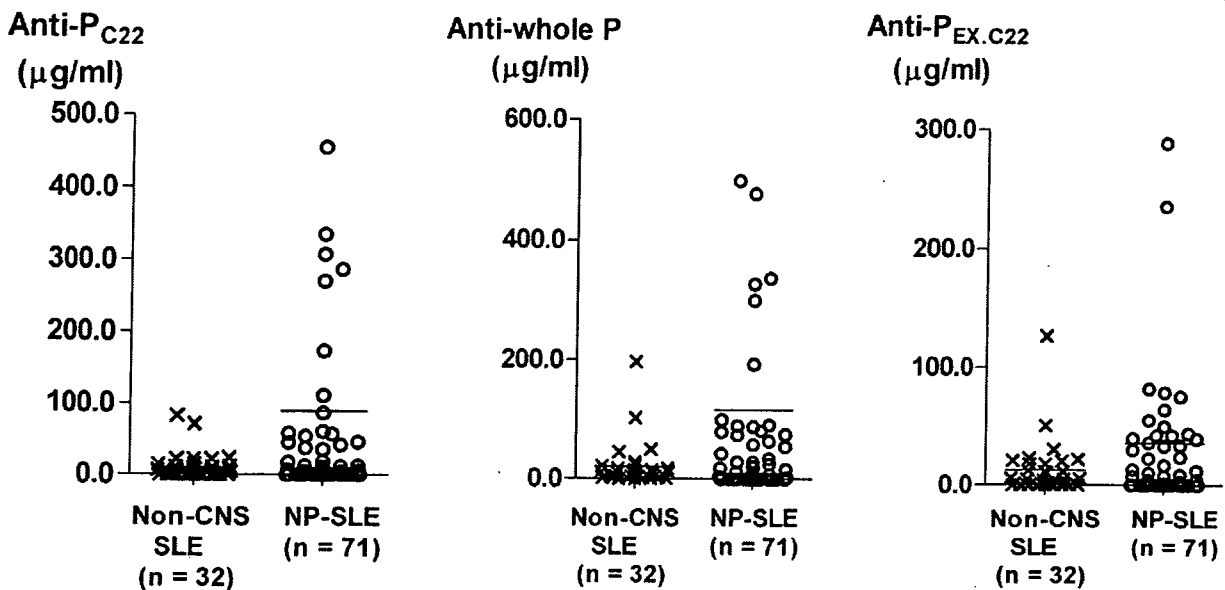 Anti-PC22
(μg/ml)
500.0
400.0
300.0
200.0
100.0
0.0
Non-CNS
SLE
(n = 32)
NP-SLE
(n = 71)
Anti-whole P
(μg/ml)
600.0
400.0
200.0
0.0
Non-CNS
SLE
(n = 32)
NP-SLE
(n = 71)
Anti-PEX.C22
(μg/ml)
300.0
200.0
100.0
0.0
Non-CNS
SLE
(n = 32)
NP-SLE
(n = 71)